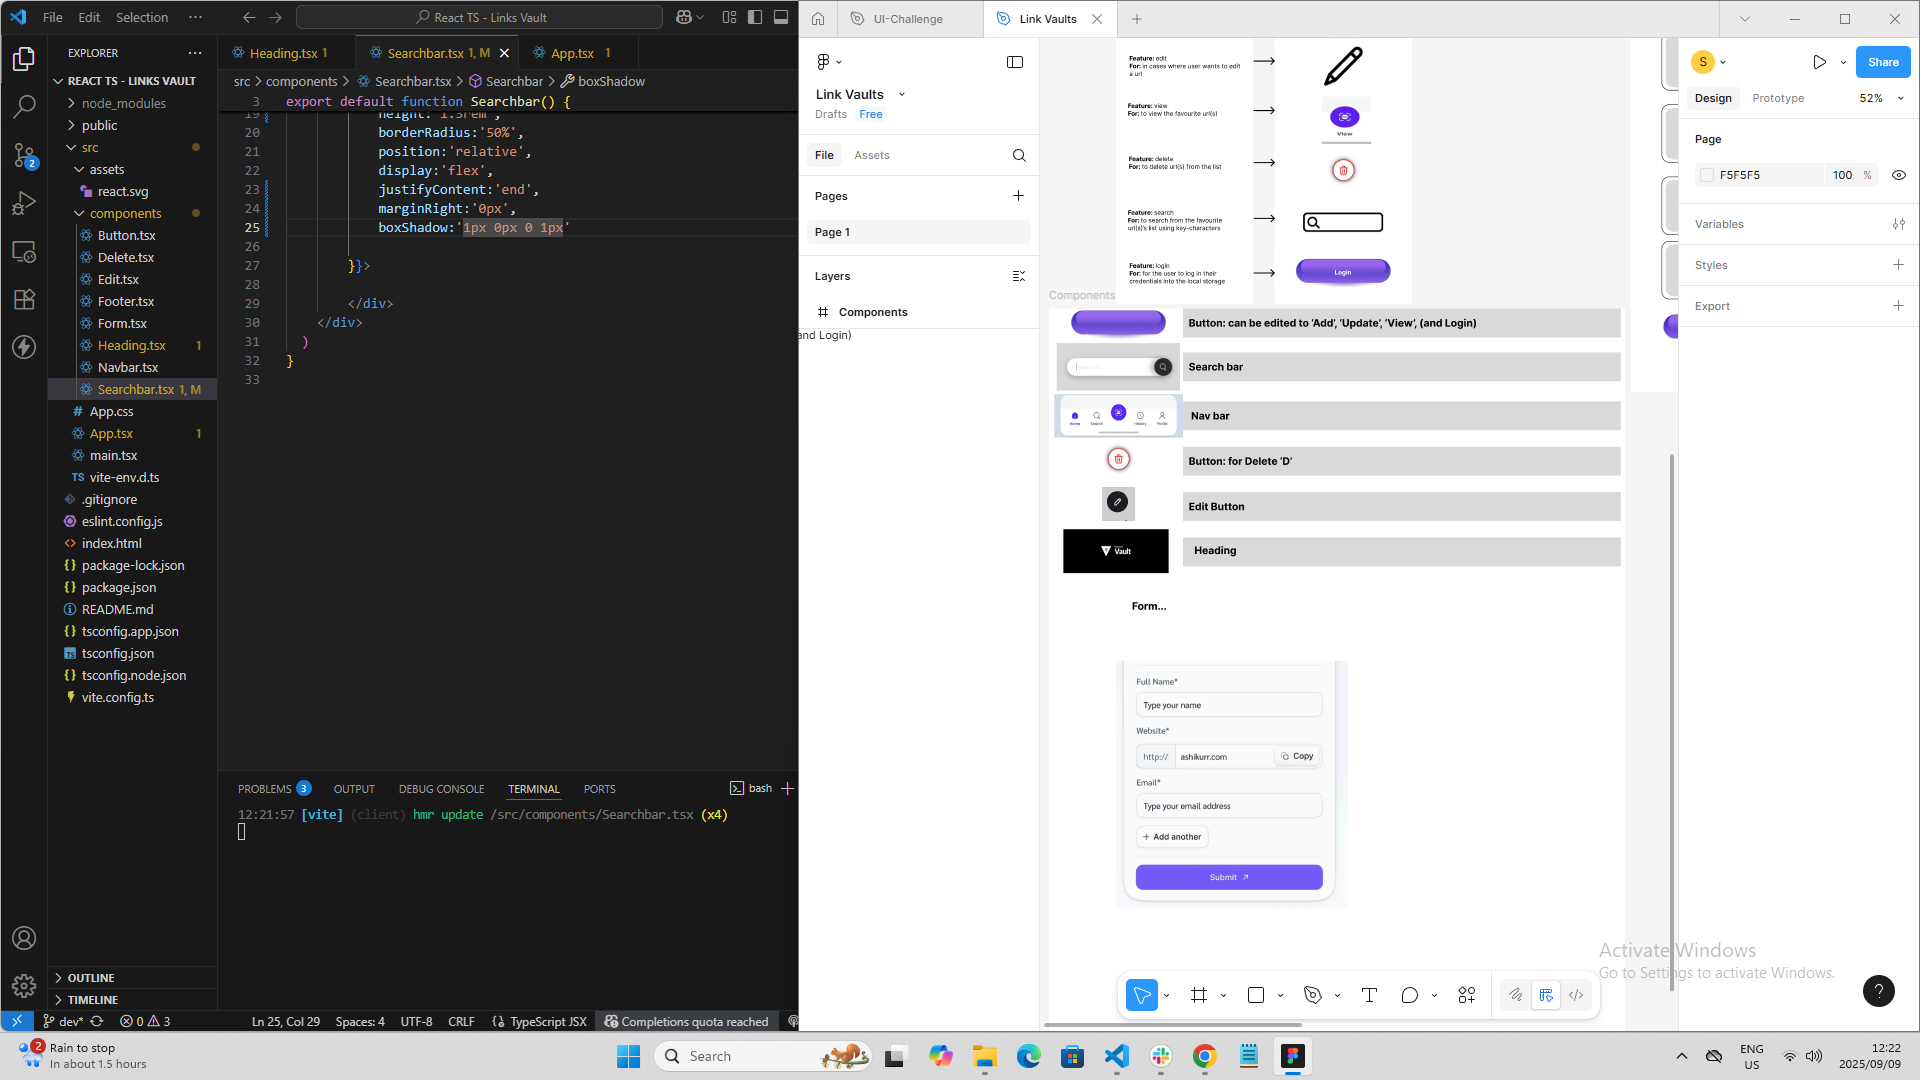 File Edit Selection ···
React TS - Links Vault
EXPLORER
REACT TS - LINKS VAULT
node_modules
public
src
assets
react.svg
components
Button.tsx
Delete.tsx
Edit.tsx
Footer.tsx
Form.tsx
Heading.tsx 1
Navbar.tsx
Searchbar.tsx 1, M
App.css
App.tsx 1
main.tsx
vite-env.d.ts
.gitignore
eslint.config.js
index.html
package-lock.json
package.json
README.md
tsconfig.app.json
tsconfig.json
tsconfig.node.json
vite.config.ts
OUTLINE
TIMELINE
2
Heading.tsx 1
Searchbar.tsx 1, M
App.tsx 1
src > components > Searchbar.tsx > Searchbar > boxShadow
3 export default function Searchbar() {
19 height:'1.5rem',
20 borderRadius:'50%',
21 position:'relative',
22 display:'flex',
23 justifyContent:'end',
24 marginRight:'0px',
25 boxShadow:'1px 0px 0 1px'
26
27 }}>
28
29 </div>
30 </div>
31 )
32 }
33
PROBLEMS 3 OUTPUT DEBUG CONSOLE TERMINAL PORTS
bash
12:21:57 [vite] (client) hmr update /src/components/Searchbar.tsx (x4)
dev* 0 3
Ln 25, Col 29 Spaces: 4 UTF-8 CRLF TypeScript JSX Completions quota reached
UI-Challenge
Link Vaults
Link Vaults
Drafts Free
File Assets
Pages
Page 1
Layers
Components
and Login)
Feature: edit
For: in cases where user wants to edit
a url
Feature: view
For: to view the favourite url(s)
View
Feature: delete
For: to delete url(s) from the list
Feature: search
For: to search from the favourite
url(s)'s list using key-characters
Feature: login
For: for the user to log in their
credentials into the local storage
Login
Components
Button: can be edited to ‘Add’, ‘Update’, ‘View’, (and Login)
Search bar
Nav bar
Home Search History Profile
Button: for Delete ‘D’
Edit Button
Vault
Heading
Form...
Full Name*
Type your name
Website*
http:// ashikurr.com Copy
Email*
Type your email address
+ Add another
Submit
S
Share
Design Prototype 52%
Page
F5F5F5 100 %
Variables
Styles
Export
Activate Windows
Go to Settings to activate Windows.
?
2
Rain to stop
In about 1.5 hours
Search
ENG
US
12:22
2025/09/09